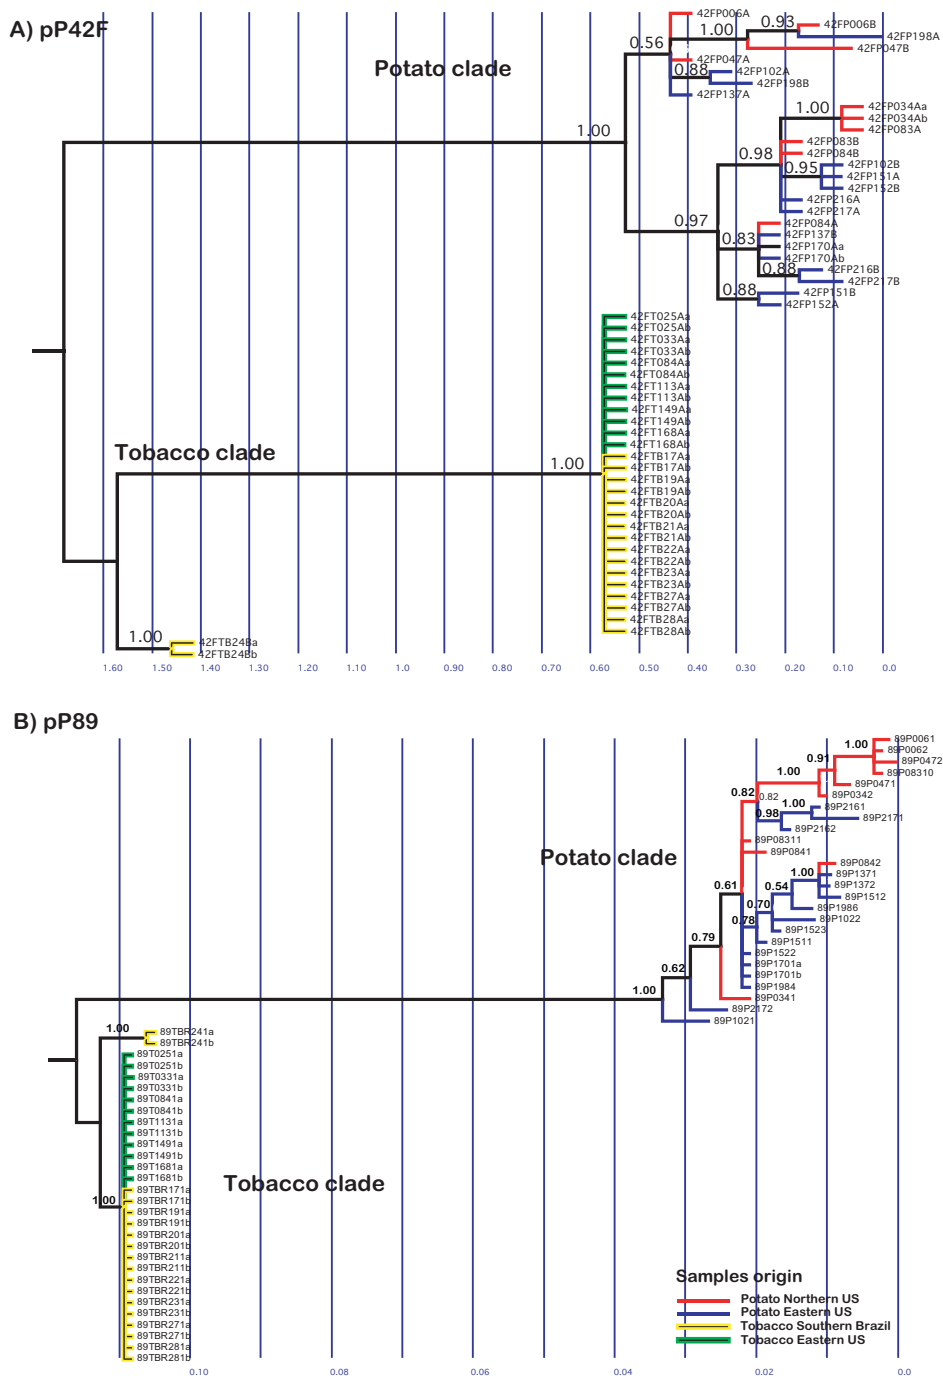 A) pP42F
Potato clade
42FP006A
0.93
42FP006B
1.00
42FP198A
0.56
42FP047B
42FP047A
0.88
42FP102A
42FP198B
42FP137A
1.00
42FP034Aa
1.00
42FP034Ab
42FP083A
42FP083B
42FP084B
0.98
42FP102B
0.95
42FP151A
42FP152B
42FP216A
42FP217A
0.97
42FP084A
42FP137B
0.83
42FP170Aa
42FP170Ab
0.88
42FP216B
42FP217B
0.88
42FP151B
42FP152A
42FT025Aa
42FT025Ab
42FT033Aa
42FT033Ab
42FT084Aa
42FT084Ab
42FT113Aa
42FT113Ab
42FT149Aa
42FT149Ab
42FT168Aa
42FT168Ab
Tobacco clade
1.00
42FTB17Aa
42FTB17Ab
42FTB19Aa
42FTB19Ab
42FTB20Aa
42FTB20Ab
42FTB21Aa
42FTB21Ab
42FTB22Aa
42FTB22Ab
42FTB23Aa
42FTB23Ab
42FTB27Aa
42FTB27Ab
42FTB28Aa
42FTB28Ab
1.00
42FTB24Ba
42FTB24Bb
1.60 1.50 1.40 1.30 1.20 1.10 1.0 0.90 0.80 0.70 0.60 0.50 0.40 0.30 0.20 0.10 0.0
B) pP89
89P0061
1.00
89P0062
0.91
89P0472
1.00
89P08310
89P0471
0.82
0.82
89P0342
1.00
89P2161
0.98
89P2171
89P2162
89P08311
Potato clade
89P0841
89P0842
1.00
89P1371
0.61
0.54
89P1372
89P1512
0.70
89P1986
0.78
89P1022
89P1523
0.79
89P1511
89P1522
89P1701a
0.62
89P1701b
1.00
89P1984
89P0341
89P2172
89P1021
1.00
89TBR241a
89TBR241b
89T0251a
89T0251b
89T0331a
89T0331b
89T0841a
89T0841b
89T1131a
89T1131b
89T1491a
89T1491b
89T1681a
89T1681b
Tobacco clade
89TBR171a
1.00
89TBR171b
89TBR191a
89TBR191b
89TBR201a
89TBR201b
89TBR211a
89TBR211b
89TBR221a
89TBR221b
89TBR231a
89TBR231b
89TBR271a
89TBR271b
89TBR281a
89TBR281b
Samples origin
Potato Northern US
Potato Eastern US
Tobacco Southern Brazil
Tobacco Eastern US
0.10 0.08 0.06 0.04 0.02 0.0